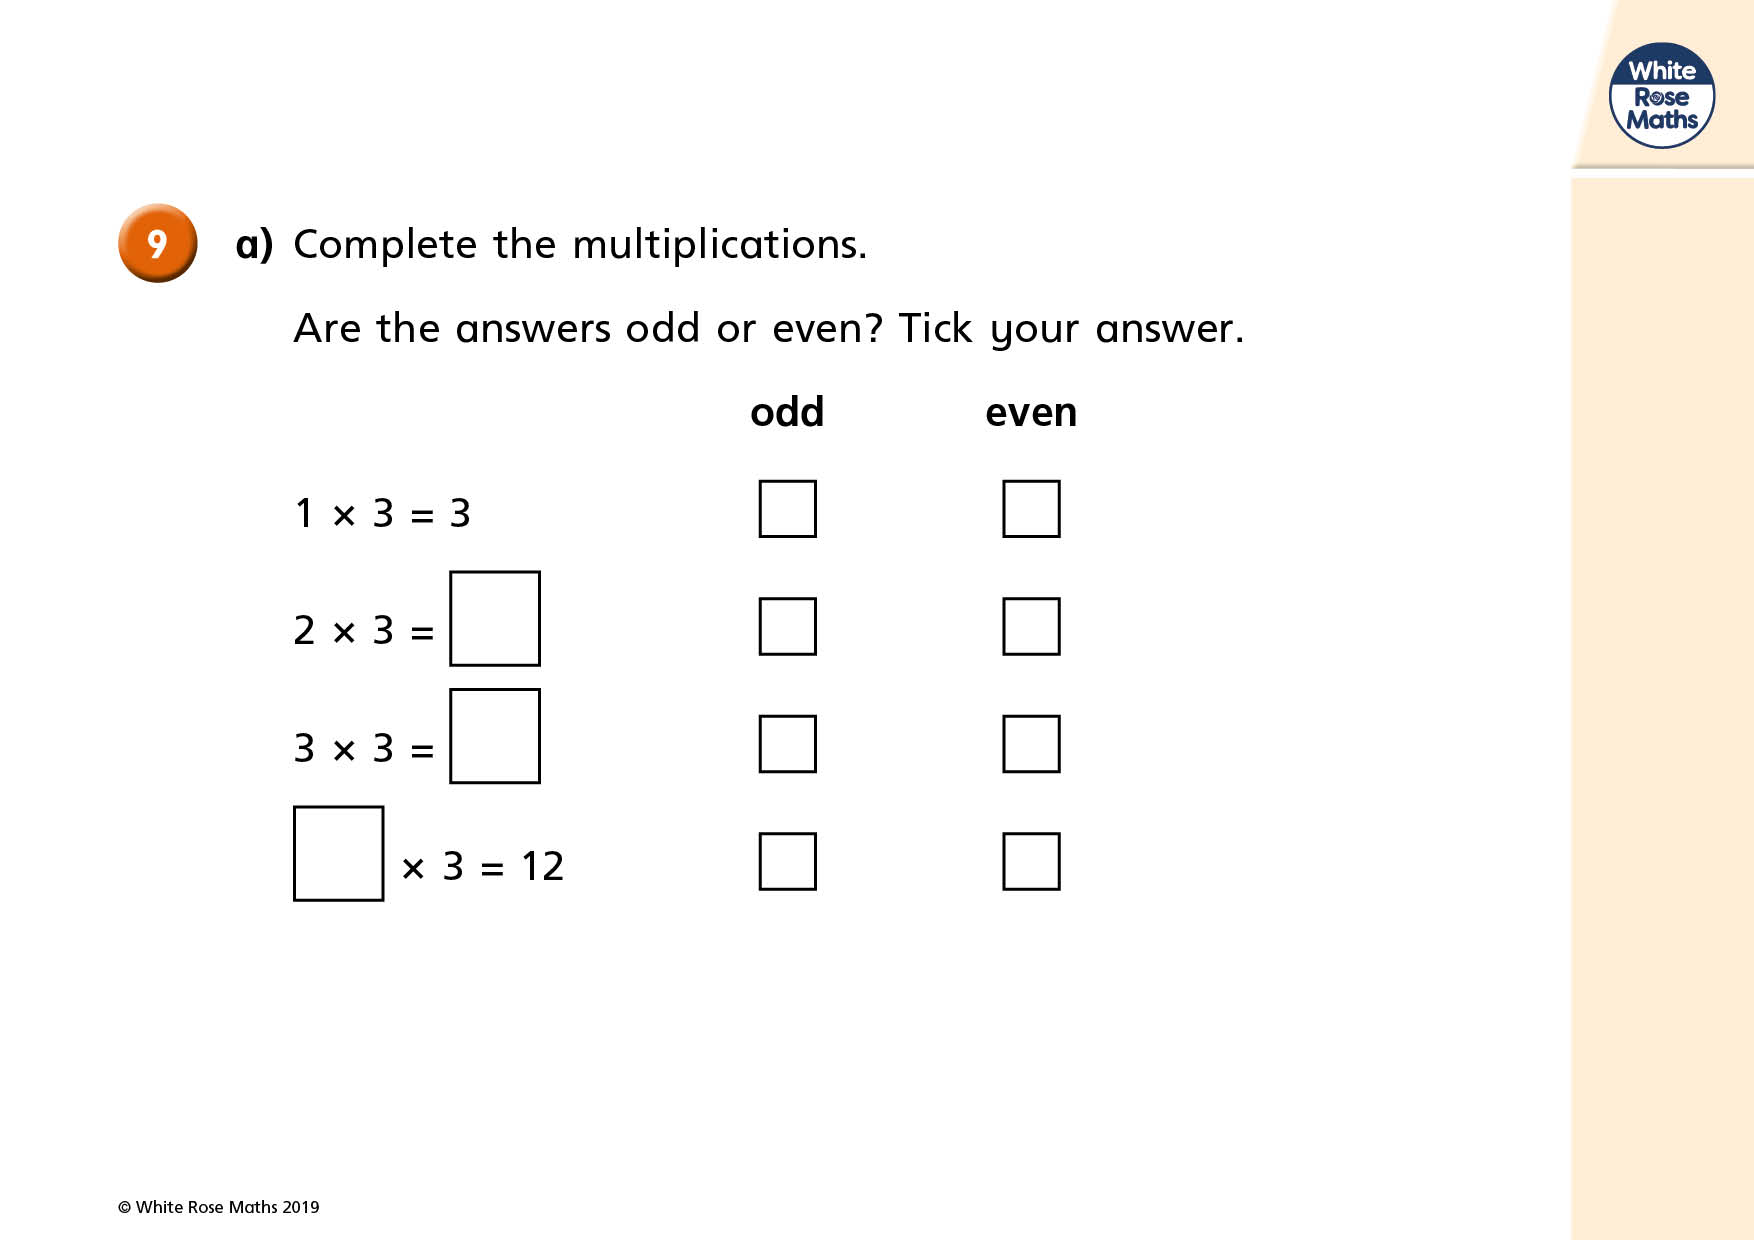 White
Rose
Maths
9 a) Complete the multiplications.
Are the answers odd or even? Tick your answer.
odd even
1 × 3 = 3
2 × 3 =
3 × 3 =
× 3 = 12
© White Rose Maths 2019